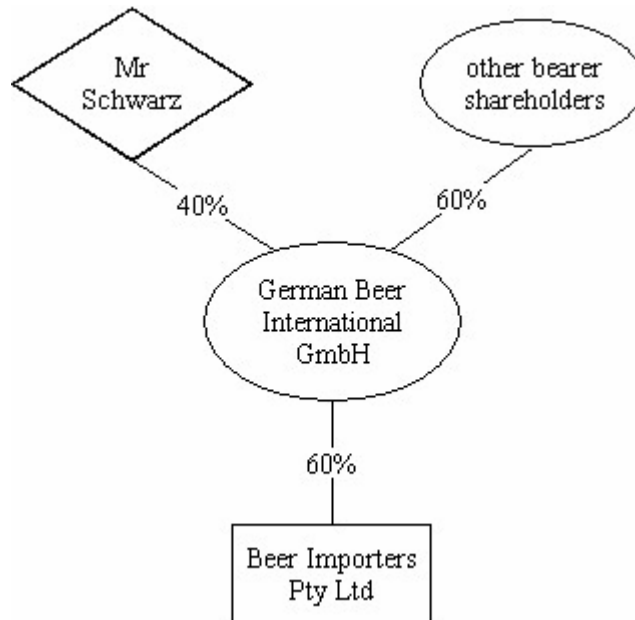 Mr
Schwarz
other bearer
shareholders
40%
60%
German Beer
International
GmbH
60%
Beer Importers
Pty Ltd